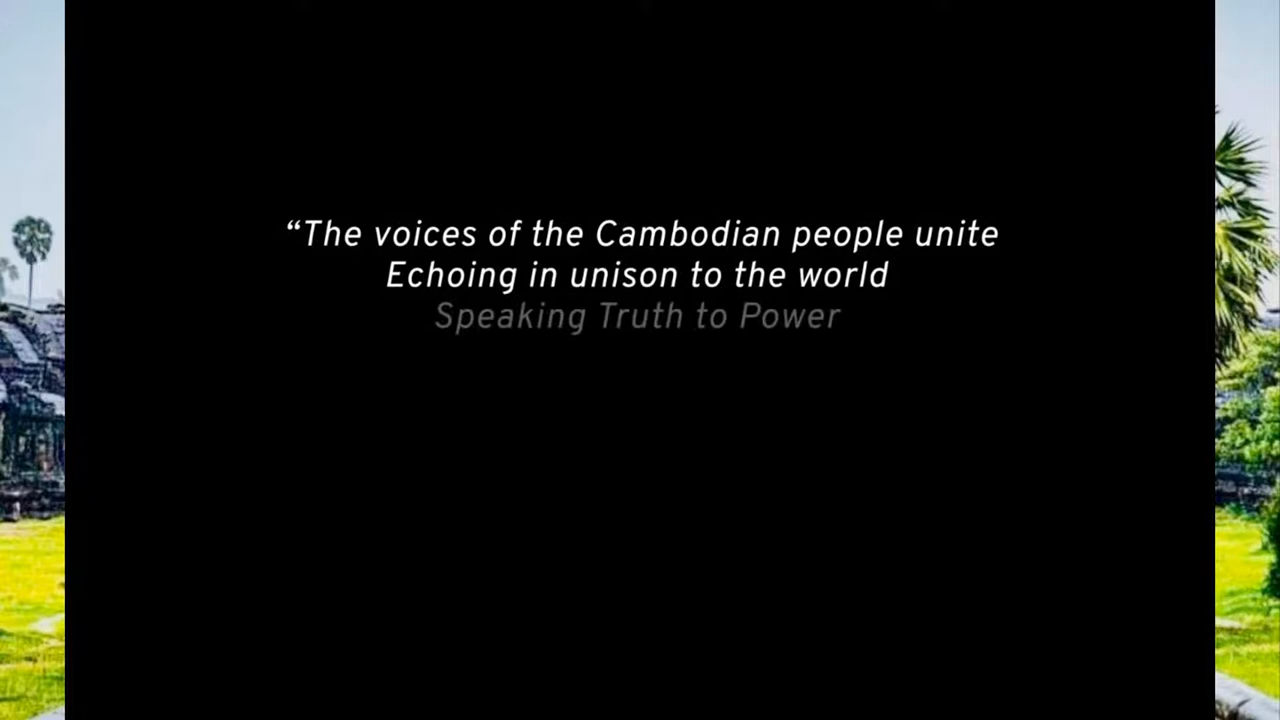 “The voices of the Cambodian people unite
Echoing in unison to the world
Speaking Truth to Power